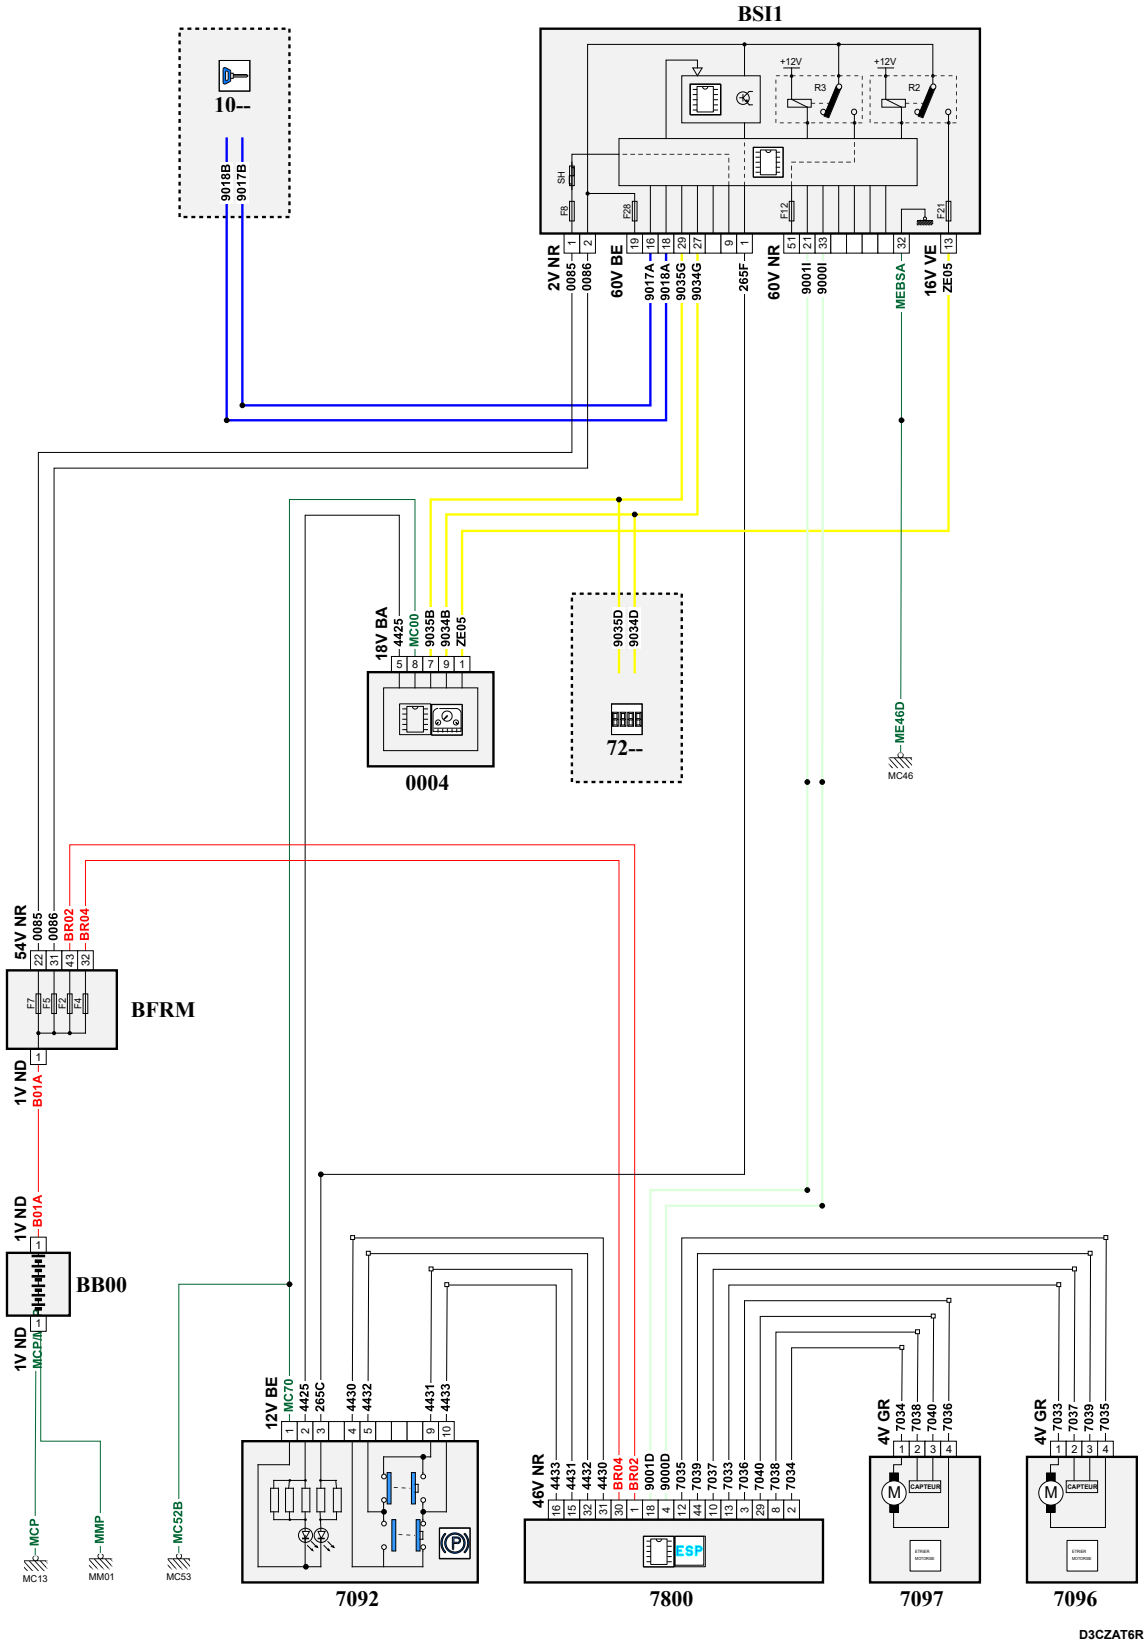 BSI1
10--
9018B
9017B
+12V
R3
+12V
R2
SH
F8
F28
F12
F21
1 2 19 16 18 29 27 9 1 51 21 33 32 13
2V NR
0085
0086
60V BE
9017A
9018A
9035G
9034G
265F
60V NR
9001I
9000I
MEBSA
16V VE
ZE05
18V BA
4425
MC00
9035B
9034B
ZE05
5 8 7 9 1
0004
9035D
9034D
72--
ME46D
MC46
54V NR
0085
0086
BR02
BR04
22 31 43 32
F7
F5
F2
F4
BFRM
1
1V ND
B01A
1V ND
B01A
1
BB00
1
1V ND
MCP/M
MCP
MC13
MMP
MM01
MC52B
MC53
12V BE
MC70
4425
265C
4430
4432
4431
4433
1 2 3 4 5 9 10
P
7092
46V NR
4433
4431
4432
4430
BR04
BR02
9001D
9000D
7035
7039
7037
7033
7036
7040
7038
7034
16 15 32 31 30 1 18 4 12 44 10 13 3 29 8 2
ESP
7800
4V GR
7034
7038
7040
7036
1 2 3 4
M
CAPTEUR
ETRIER
MOTORISE
7097
4V GR
7033
7037
7039
7035
1 2 3 4
M
CAPTEUR
ETRIER
MOTORISE
7096
D3CZAT6R